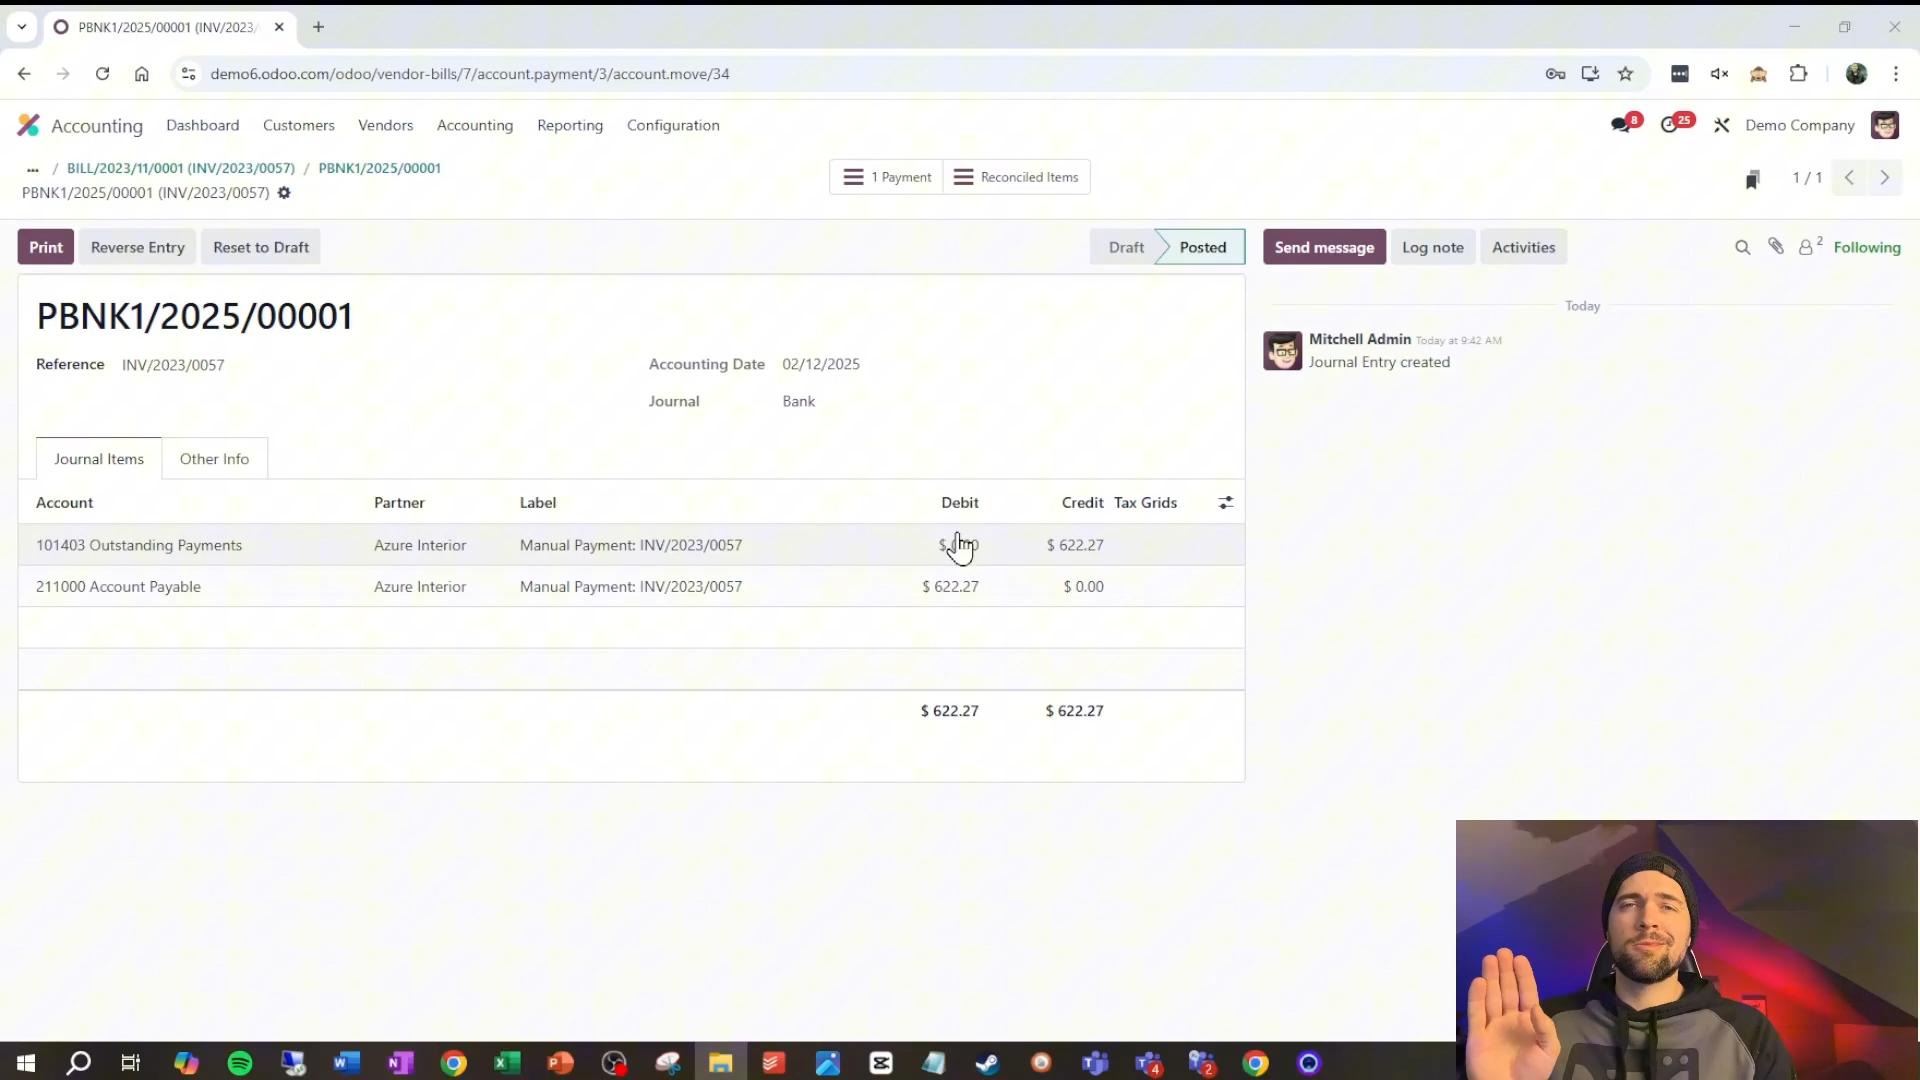 PBNK1/2025/00001 (INV/2023/
demo6.odoo.com/odoo/vendor-bills/7/account.payment/3/account.move/34
Accounting Dashboard Customers Vendors Accounting Reporting Configuration 8 25 Demo Company
... / BILL/2023/11/0001 (INV/2023/0057) / PBNK1/2025/00001
PBNK1/2025/00001 (INV/2023/0057)
1 Payment Reconciled Items 1 / 1
Print Reverse Entry Reset to Draft Draft Posted Send message Log note Activities 2 Following
PBNK1/2025/00001
Reference INV/2023/0057
Accounting Date 02/12/2025
Journal Bank
Today
Mitchell Admin Today at 9:42 AM
Journal Entry created
Journal Items Other Info
Account Partner Label Debit Credit Tax Grids
101403 Outstanding Payments Azure Interior Manual Payment: INV/2023/0057 $ 622.27
211000 Account Payable Azure Interior Manual Payment: INV/2023/0057 $ 622.27 $ 0.00
$ 622.27 $ 622.27
4 2